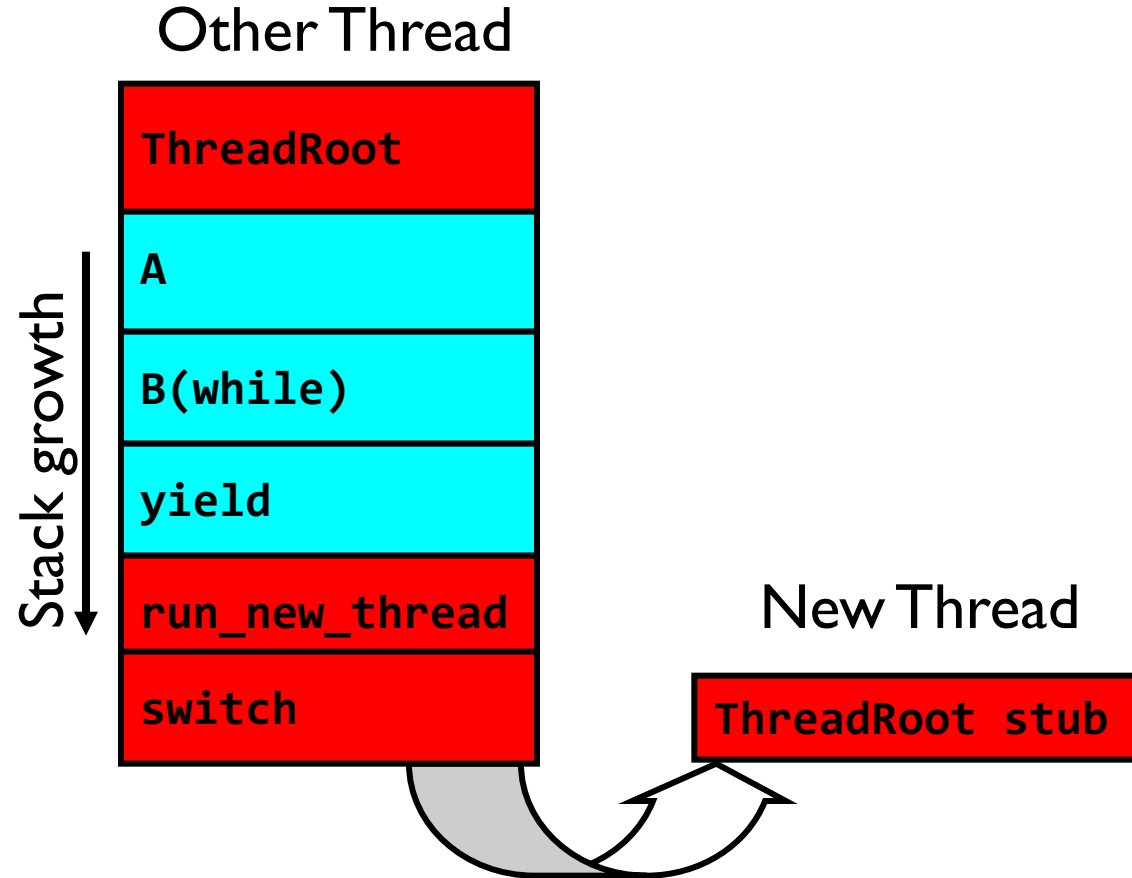 Other Thread
ThreadRoot
A
B(while)
yield
run_new_thread
switch
Stack growth
New Thread
ThreadRoot stub